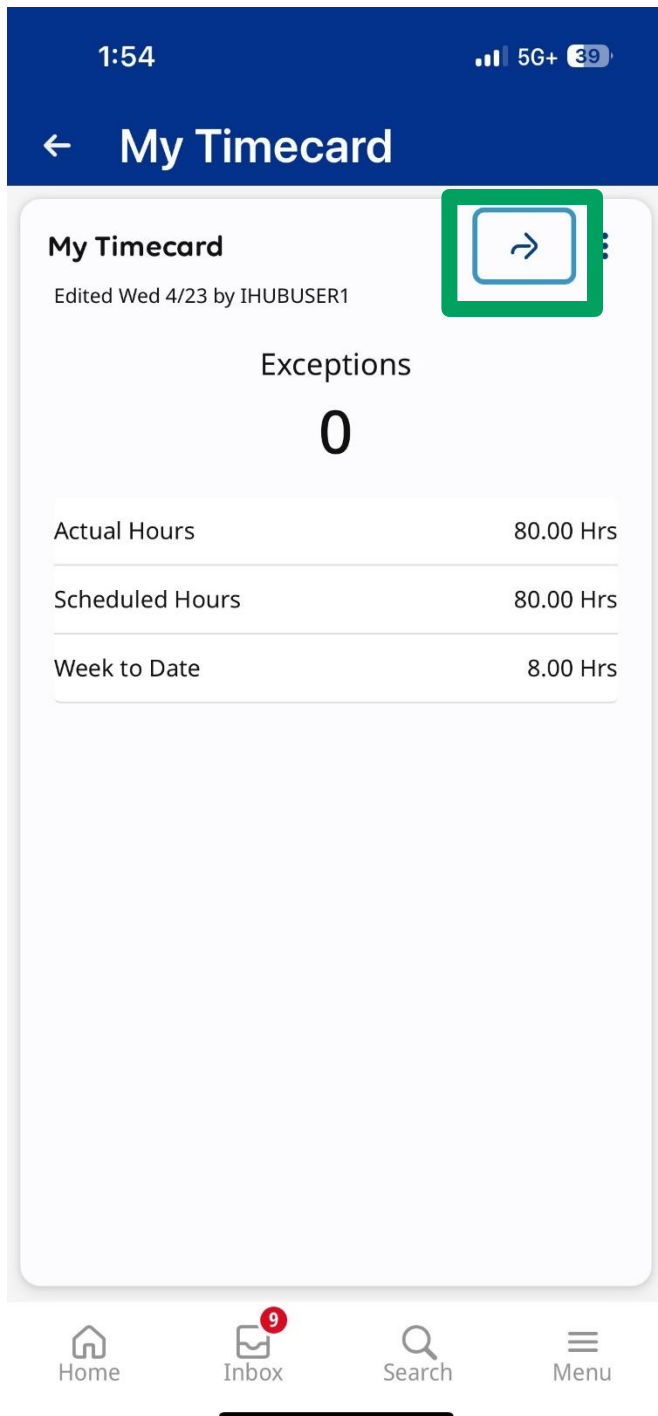 1:54 5G+ 39
My Timecard
My Timecard
Edited Wed 4/23 by IHUBUSER1
Exceptions
0
Actual Hours 80.00 Hrs
Scheduled Hours 80.00 Hrs
Week to Date 8.00 Hrs
9
Home Inbox Search Menu